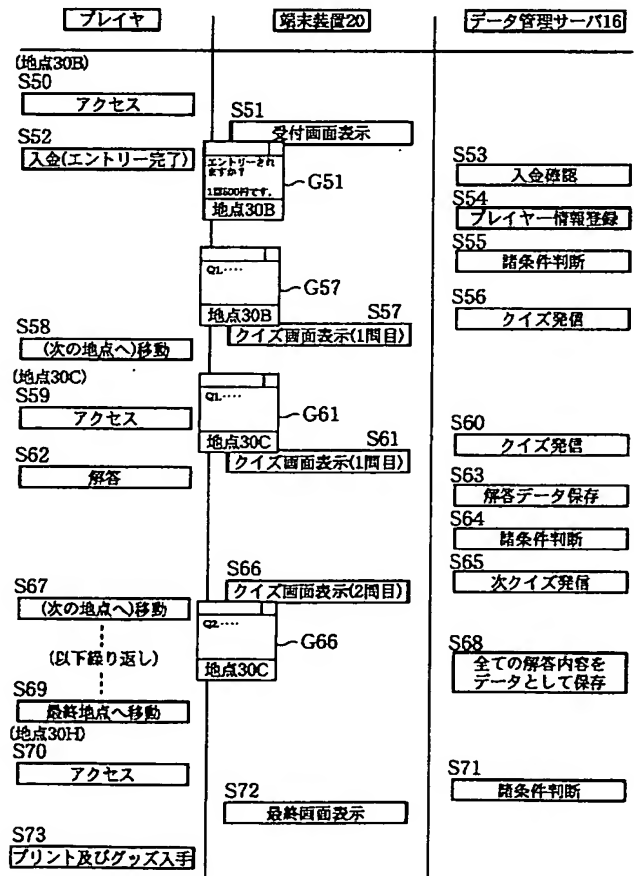 プレイヤ
端末装置20
データ管理サーバ16
(地点30B)
S50
アクセス
S51
受付画面表示
S52
入金(エントリー完了)
エントリーされ
ますか？
1回500円です。
地点30B
G51
S53
入金確認
S54
プレイヤー情報登録
S55
諸条件判断
S56
クイズ発信
Q1....
地点30B
G57
S57
クイズ画面表示(1問目)
S58
(次の地点へ)移動
(地点30C)
S59
アクセス
Q1....
地点30C
G61
S60
クイズ発信
S61
クイズ画面表示(1問目)
S62
解答
S63
解答データ保存
S64
諸条件判断
S65
次クイズ発信
S66
クイズ画面表示(2問目)
S67
(次の地点へ)移動
Q2....
地点30C
G66
(以下繰り返し)
S68
全ての解答内容を
データとして保存
S69
最終地点へ移動
(地点30H)
S70
アクセス
S71
諸条件判断
S72
最終画面表示
S73
プリント及びグッズ入手